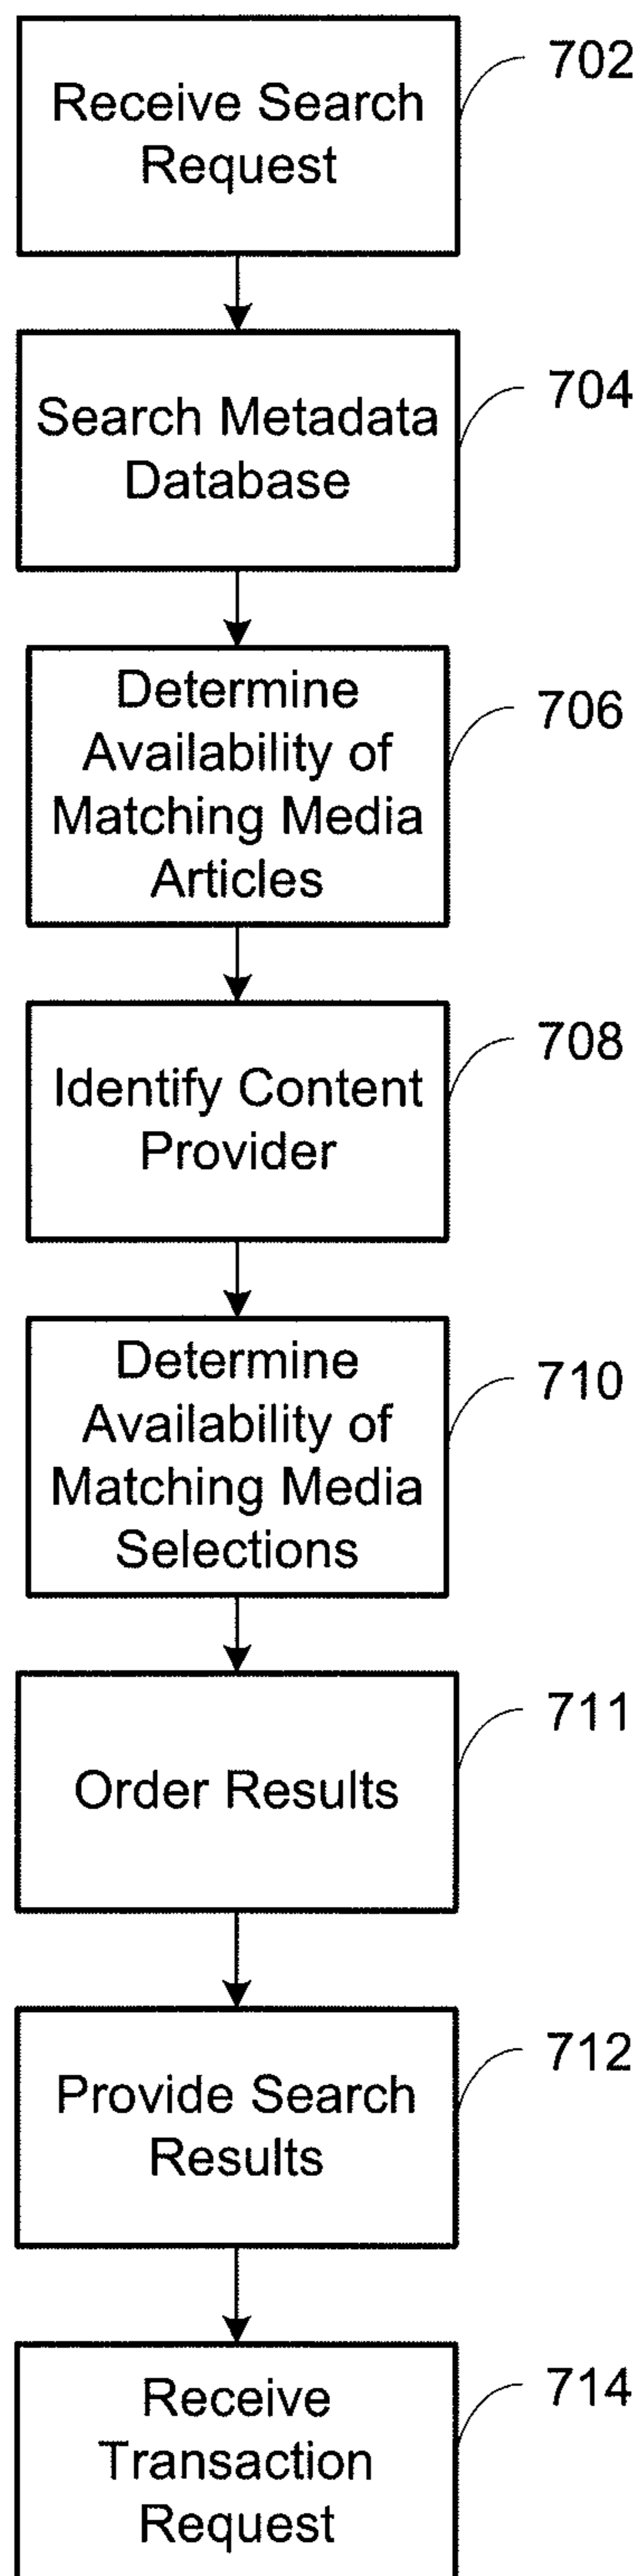 702
Receive Search
Request
704
Search Metadata
Database
706
Determine
Availability of
Matching Media
Articles
708
Identify Content
Provider
710
Determine
Availability of
Matching Media
Selections
711
Order Results
712
Provide Search
Results
714
Receive
Transaction
Request